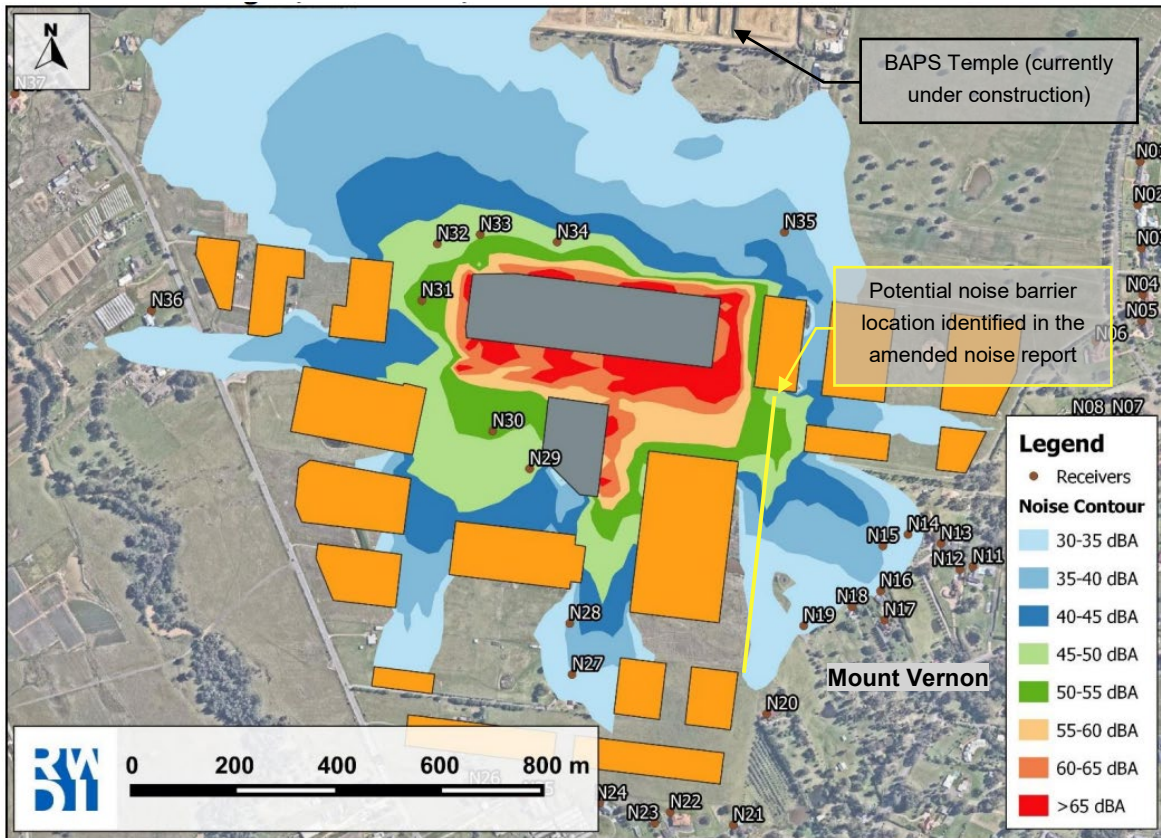 N
BAPS Temple (currently
under construction)
N37
N01
N02
N03
N04
N05
N06
N08 N07
N36
N32
N33
N34
N35
N31
N30
N29
Potential noise barrier
location identified in the
amended noise report
N15
N14
N13
N12
N11
N16
N18
N17
N19
N28
N27
N20
Mount Vernon
N26
N24
N23
N22
N21
RWDI
0 200 400 600 800 m
Legend
Receivers
Noise Contour
30-35 dBA
35-40 dBA
40-45 dBA
45-50 dBA
50-55 dBA
55-60 dBA
60-65 dBA
>65 dBA